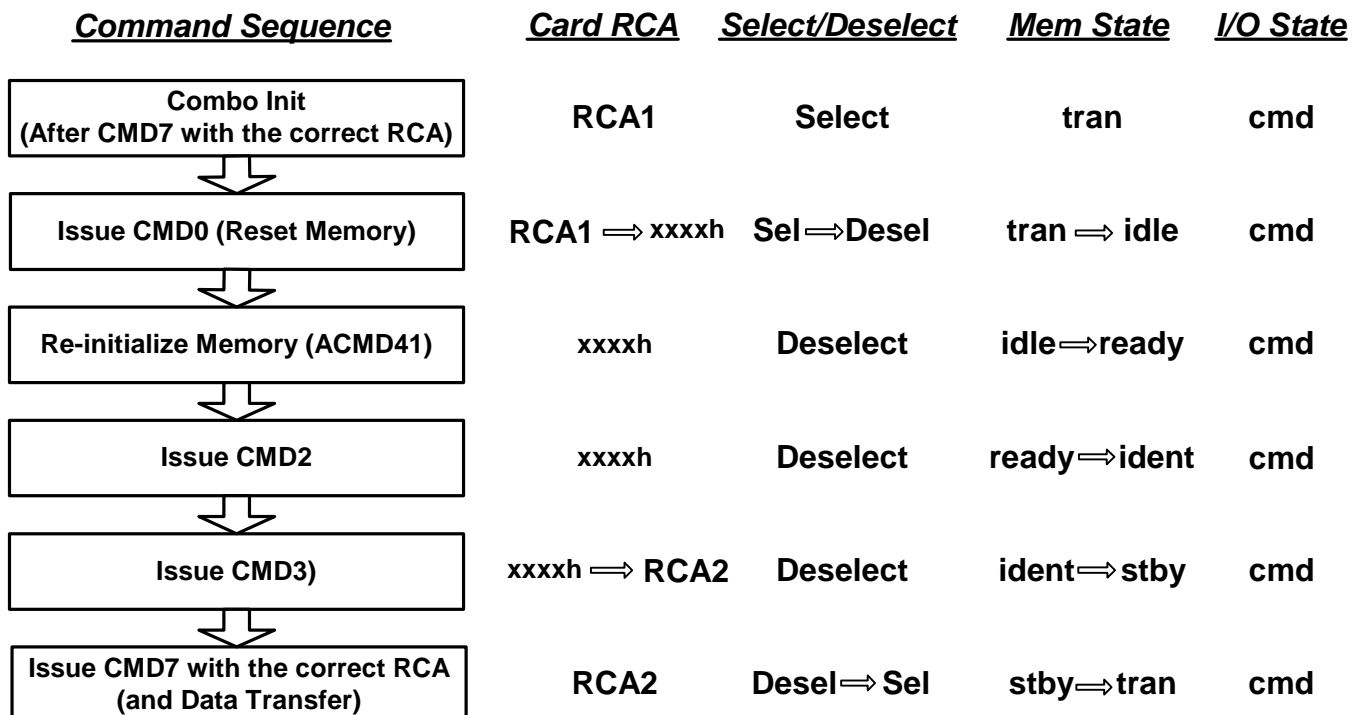 Command Sequence Card RCA Select/Deselect Mem State I/O State
Combo Init
(After CMD7 with the correct RCA) RCA1 Select tran cmd
Issue CMD0 (Reset Memory) RCA1 ⇒ xxxxh Sel⇒Desel tran ⇒ idle cmd
Re-initialize Memory (ACMD41) xxxxh Deselect idle⇒ready cmd
Issue CMD2 xxxxh Deselect ready⇒ident cmd
Issue CMD3) xxxxh ⇒ RCA2 Deselect ident⇒stby cmd
Issue CMD7 with the correct RCA
(and Data Transfer) RCA2 Desel⇒ Sel stby⇒tran cmd